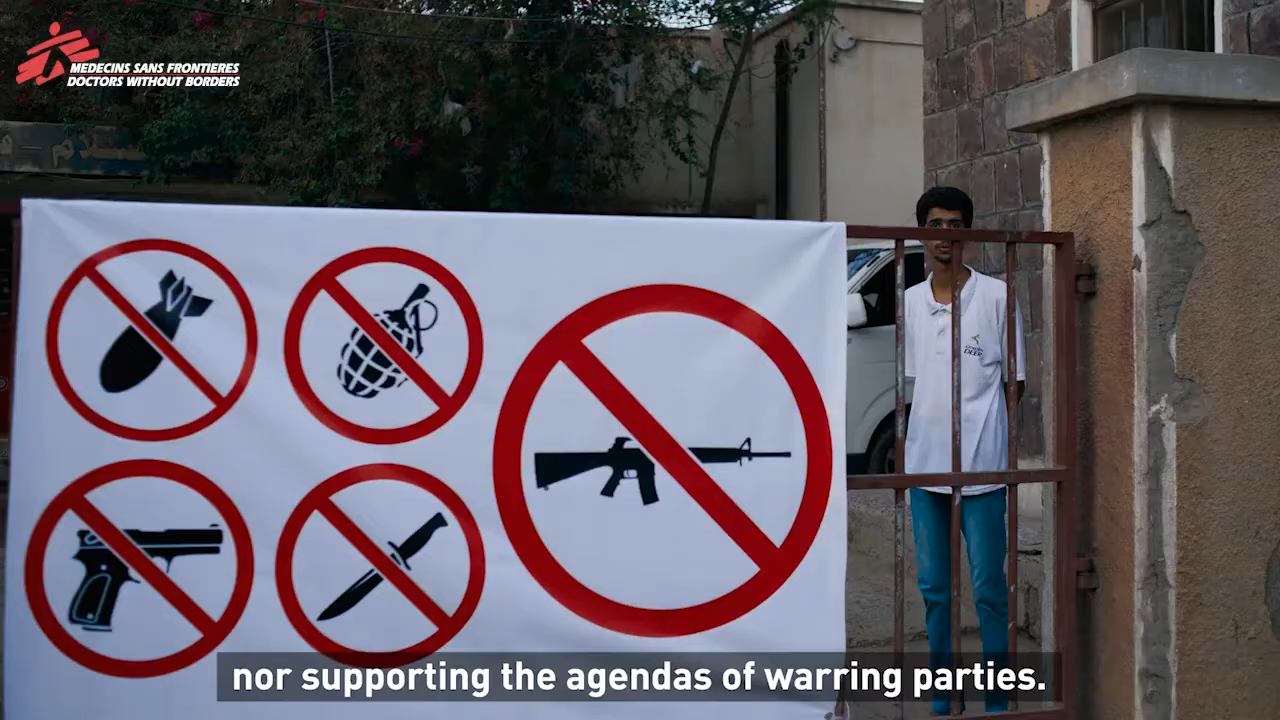 MEDECINS SANS FRONTIERES
DOCTORS WITHOUT BORDERS
nor supporting the agendas of warring parties.